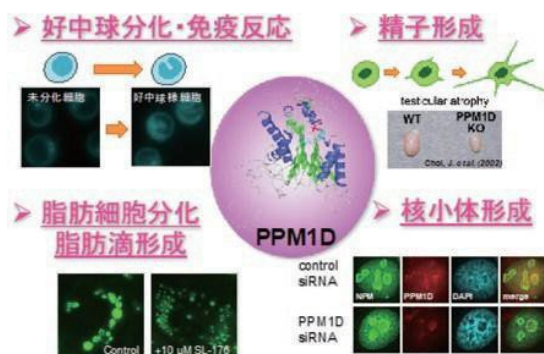 ➢ 好中球分化・免疫反応
未分化細胞
好中球様細胞
➢ 精子形成
testicular atrophy
WT
PPM1D
KO
Choi, J. et al. (2002)
PPM1D
➢ 脂肪細胞分化
脂肪滴形成
Control
+10 uM SL-176
➢ 核小体形成
control
siRNA
NPM
PPM1D
DAPI
merge
PPM1D
siRNA